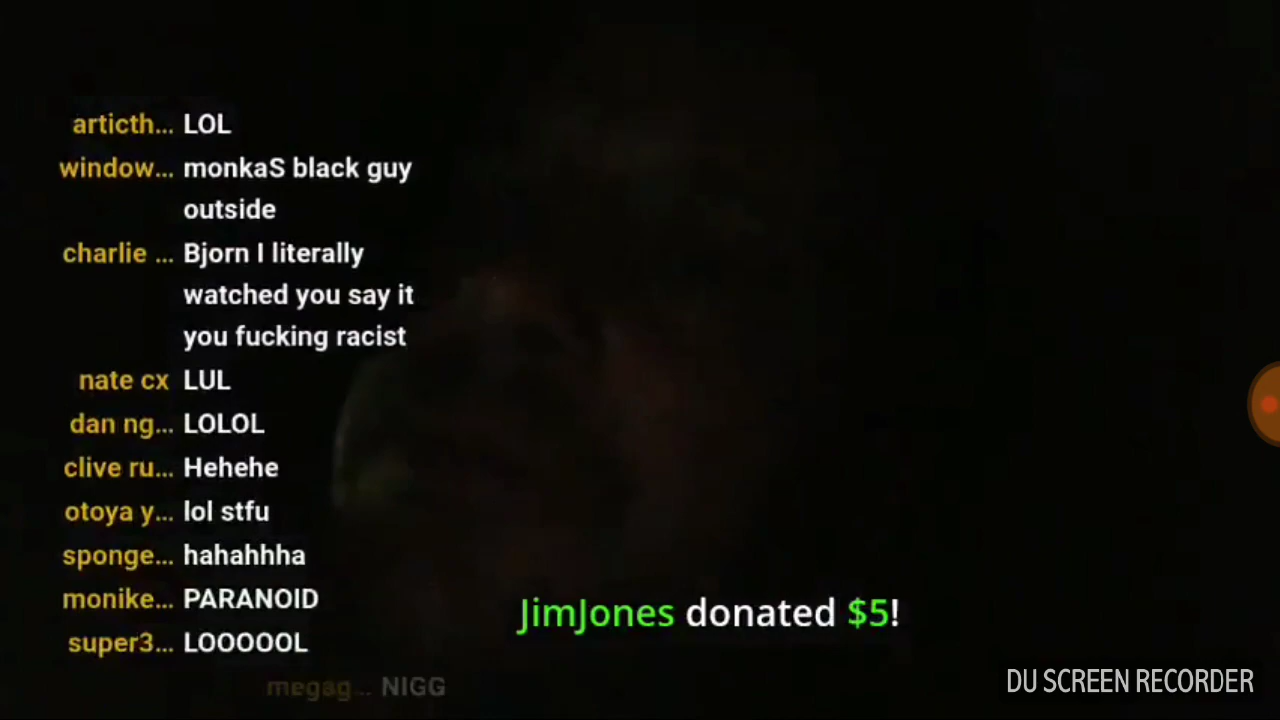 articth... LOL
window... monkaS black guy
outside
charlie ... Bjorn I literally
watched you say it
you fucking racist
nate cx LUL
dan ng... LOLOL
clive ru... Hehehe
otoya y... lol stfu
sponge... hahahhha
monike... PARANOID
super3... LOOOOOL
megag... NIGG
JimJones donated $5!
DU SCREEN RECORDER